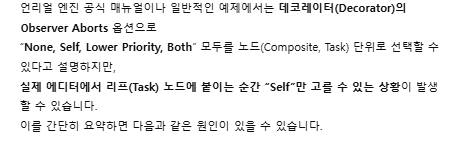 언리얼 엔진 공식 매뉴얼이나 일반적인 예제에서는 데코레이터(Decorator)의
Observer Aborts 옵션으로
“None, Self, Lower Priority, Both” 모두를 노드(Composite, Task) 단위로 선택할 수
있다고 설명하지만,
실제 에디터에서 리프(Task) 노드에 붙이는 순간 “Self”만 고를 수 있는 상황이 발생
할 수 있습니다.
이를 간단히 요약하면 다음과 같은 원인이 있을 수 있습니다.